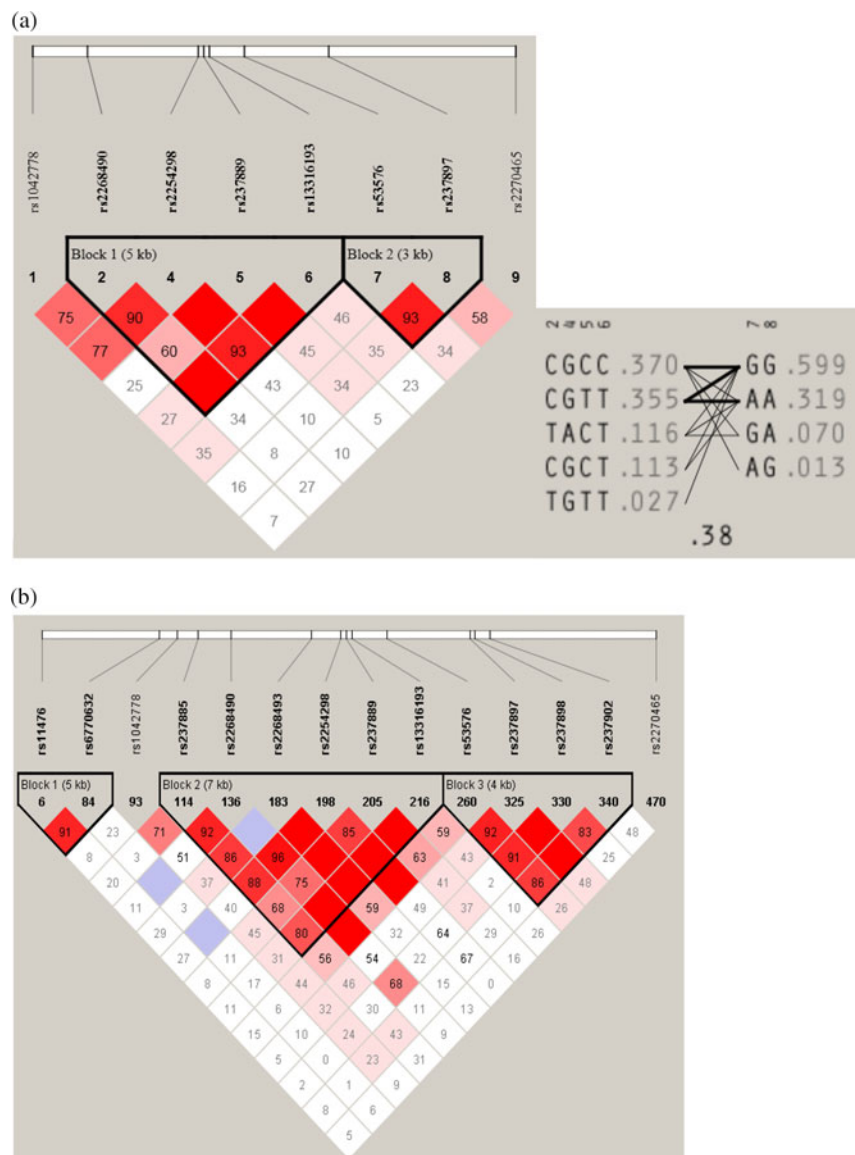 (a)
rs1042778 rs2268490 rs2254298 rs237889 rs13316193 rs53576 rs237897 rs2270465
Block 1 (5 kb) Block 2 (3 kb)
1 2 4 5 6 7 8 9
75 90 46 93 58
77 60 93 45 35 34
25 43 34 23
27 34 10 5
35 8 10
16 27
7
2 4 5 6 7 8
CGCC .370 GG .599
CGTT .355 AA .319
TACT .116 GA .070
CGCT .113 AG .013
TGTT .027
.38
(b)
rs11476 rs6770632 rs1042778 rs237885 rs2268490 rs2268493 rs2254298 rs237889 rs13316193 rs53576 rs237897 rs237898 rs237902 rs2270465
Block 1 (5 kb) Block 2 (7 kb) Block 3 (4 kb)
6 84 93 114 136 183 198 205 216 260 325 330 340 470
91 23 71 92 85 59 92 83 48
8 3 51 86 98 63 43 91 25
20 37 88 75 41 2 86 48
11 3 40 68 59 49 37 10 26
29 45 80 32 64 29 26
27 11 31 56 54 22 67 16
8 17 44 46 68 15 0
11 6 32 30 11 13
15 10 24 43 9
5 0 23 31
2 1 9
8 6
5